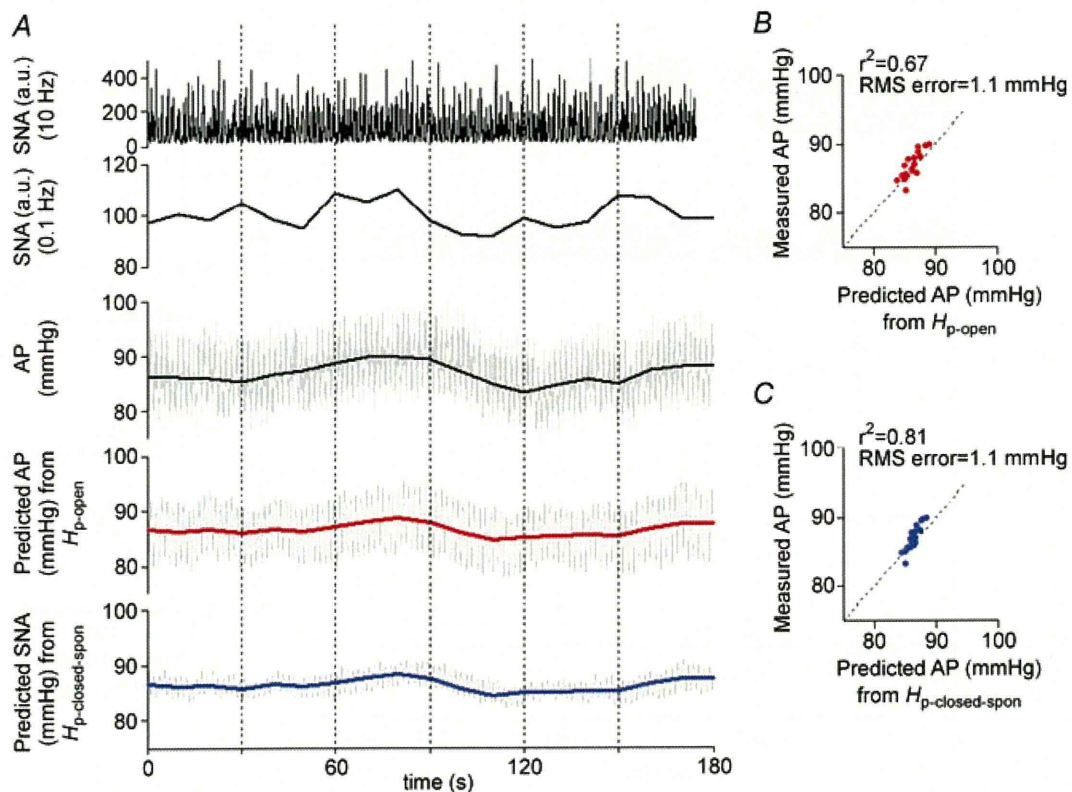 A
SNA (a.u.)
(10 Hz)
400
200
0
SNA (a.u.)
(0.1 Hz)
120
100
80
AP
(mmHg)
100
90
80
Predicted AP
(mmHg) from
Hp-open
100
90
80
Predicted SNA
(mmHg) from
Hp-closed-spon
100
90
80
0
60
120
180
time (s)
B
r2=0.67
RMS error=1.1 mmHg
Measured AP (mmHg)
100
90
80
80
90
100
Predicted AP (mmHg)
from Hp-open
C
r2=0.81
RMS error=1.1 mmHg
Measured AP (mmHg)
100
90
80
80
90
100
Predicted AP (mmHg)
from Hp-closed-spon